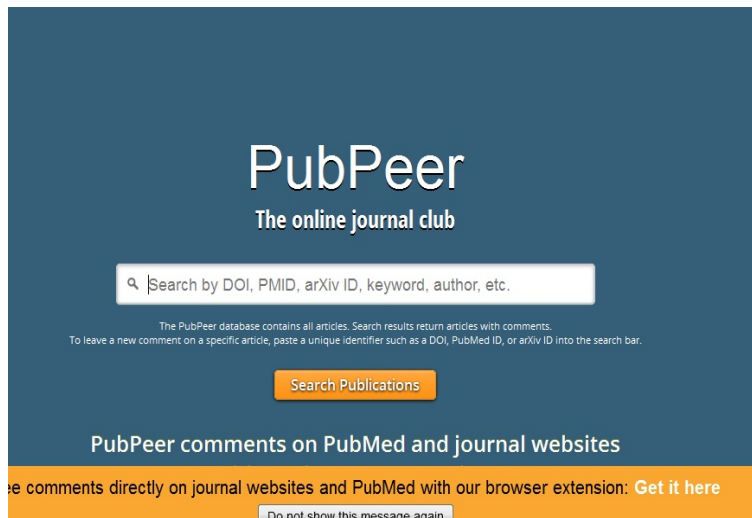 PubPeer
The online journal club
Search by DOI, PMID, arXiv ID, keyword, author, etc.
The PubPeer database contains all articles. Search results return articles with comments.
To leave a new comment on a specific article, paste a unique identifier such as a DOI, PubMed ID, or arXiv ID into the search bar.
Search Publications
PubPeer comments on PubMed and journal websites
comments directly on journal websites and PubMed with our browser extension: Get it here
Do not show this message again